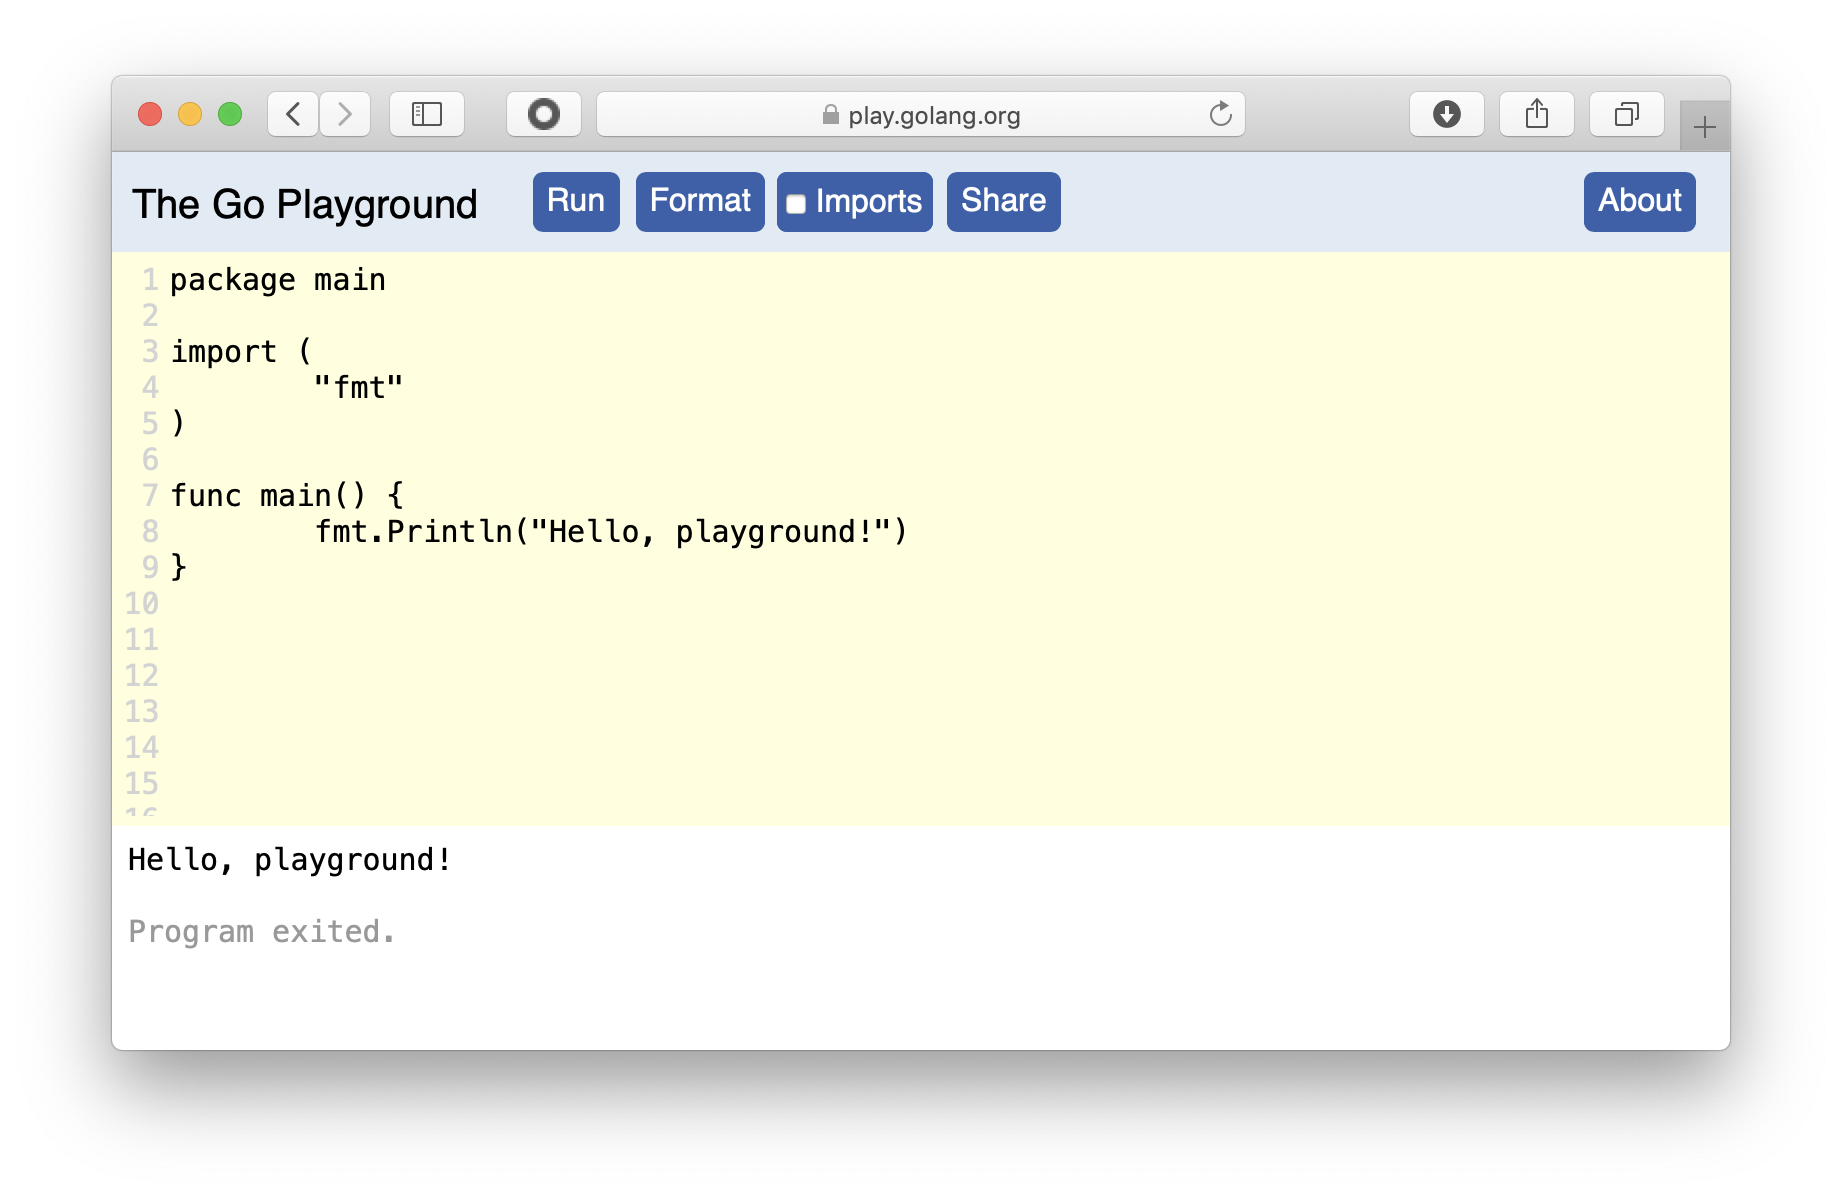 play.golang.org
The Go Playground Run Format Imports Share About
1 package main
2
3 import (
4 "fmt"
5 )
6
7 func main() {
8 fmt.Println("Hello, playground!")
9 }
10
11
12
13
14
15
16
Hello, playground!
Program exited.